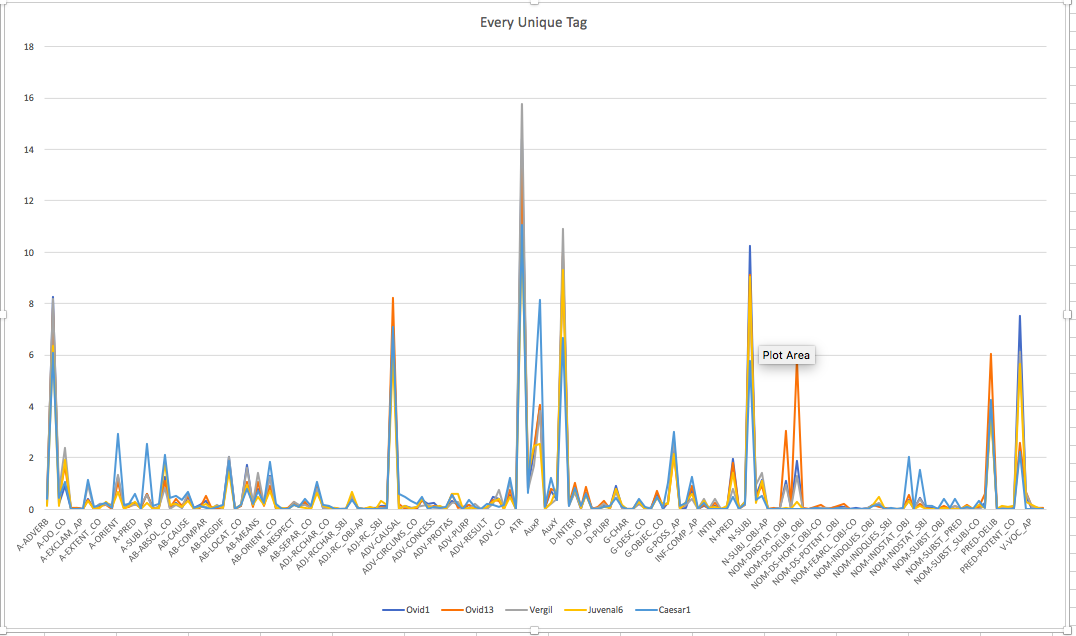 Every Unique Tag
18
16
14
12
10
8
6
4
2
0
Plot Area
A-ADVERB
A-DO_CO
A-EXCLAM_AP
A-EXTENT_CO
A-ORIENT
A-PRED
A-SUBJ_AP
AB-ABSOL_CO
AB-CAUSE
AB-COMPAR
AB-DEGDIF
AB-LOCAT_CO
AB-MEANS
AB-ORIENT_CO
AB-RESPECT
AB-SEPAR_CO
ADJ-RCCHAR_CO
ADJ-RCCHAR_SBJ
ADJ-RC_OBJ-AP
ADJ-RC_SBJ
ADV-CAUSAL
ADV-CIRCUMS_CO
ADV-CONCESS
ADV-PROTAS
ADV-PURP
ADV-RESULT
ADV_CO
ATR
AuxP
AuxY
D-INTER
D-IO_AP
D-PURP
G-CHAR
G-DESC_CO
G-OBJEC_CO
G-POSS_AP
INF-COMP_AP
INTRJ
N-PRED
N-SUBJ
N-SUBJ_OBJ-AP
NOM-DIRSTAT_OBJ
NOM-DS-DELIB_OBJ
NOM-DS-HORT_OBJ-CO
NOM-DS-POTENT_OBJ
NOM-FEARCL_OBJ-CO
NOM-INDQUES_OBJ
NOM-INDQUES_SBJ
NOM-INDSTAT_OBJ
NOM-INDSTAT_SBJ
NOM-SUBST_OBJ
NOM-SUBST_PRED
NOM-SUBST_SUBJ-CO
PRED-DELIB
PRED-POTENT_CO
V-VOC_AP
Ovid1 Ovid13 Vergil Juvenal6 Caesar1